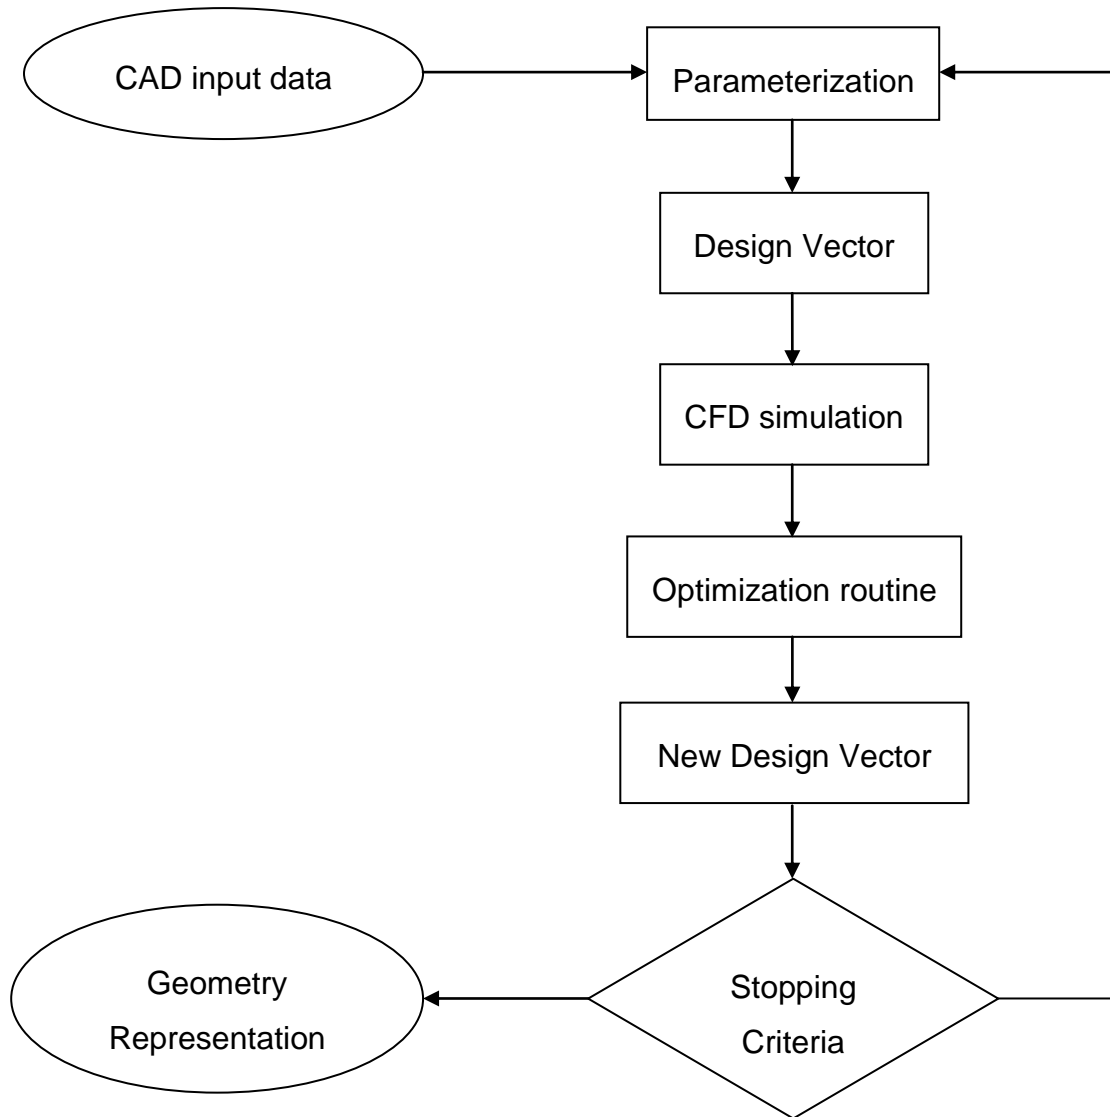 CAD input data
Parameterization
Design Vector
CFD simulation
Optimization routine
New Design Vector
Stopping
Criteria
Geometry
Representation